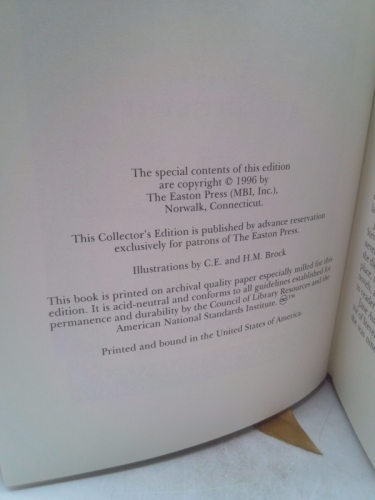 The special contents of this edition
are copyright © 1996 by
The Easton Press (MBI, Inc.),
Norwalk, Connecticut.
This Collector's Edition is published by advance reservation
exclusively for patrons of The Easton Press.
Illustrations by C.E. and H.M. Brock
This book is printed on archival quality paper especially milled for this
edition. It is acid-neutral and conforms to all guidelines established for
permanence and durability by the Council of Library Resources and the
American National Standards Institute. ♾™
Printed and bound in the United States of America.